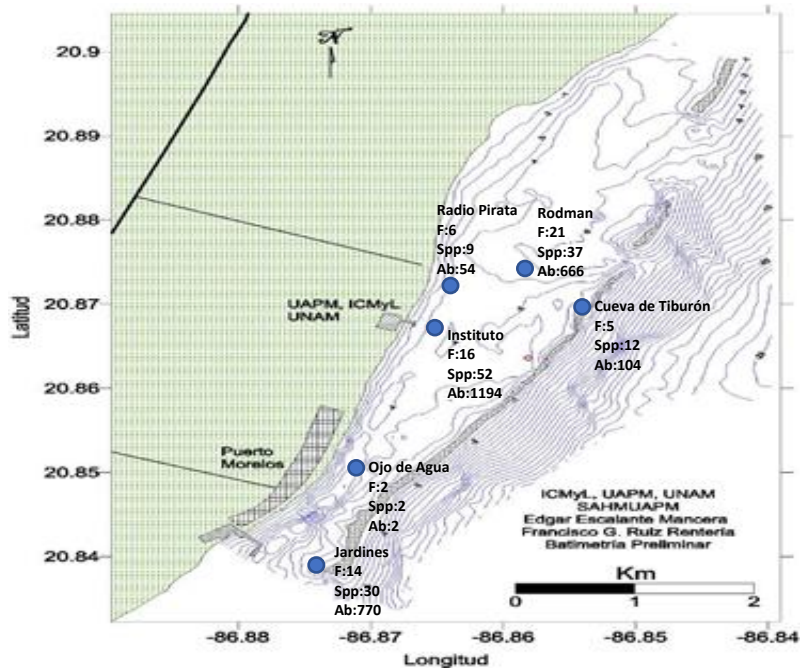 20.9
20.89
20.88
20.87
20.86
20.85
20.84
Latitud
N
Radio Pirata
F:6
Spp:9
Ab:54
Rodman
F:21
Spp:37
Ab:666
UAPM, ICMyL
UNAM
Instituto
F:16
Spp:52
Ab:1194
Cueva de Tiburón
F:5
Spp:12
Ab:104
Puerto
Morelos
Ojo de Agua
F:2
Spp:2
Ab:2
Jardines
F:14
Spp:30
Ab:770
ICMyL, UAPM, UNAM
SAHMUAPM
Edgar Escalante Mancera
Francisco G. Ruiz Rentería
Batimetría Preliminar
Km
0 1 2
-86.88 -86.87 -86.86 -86.85 -86.84
Longitud